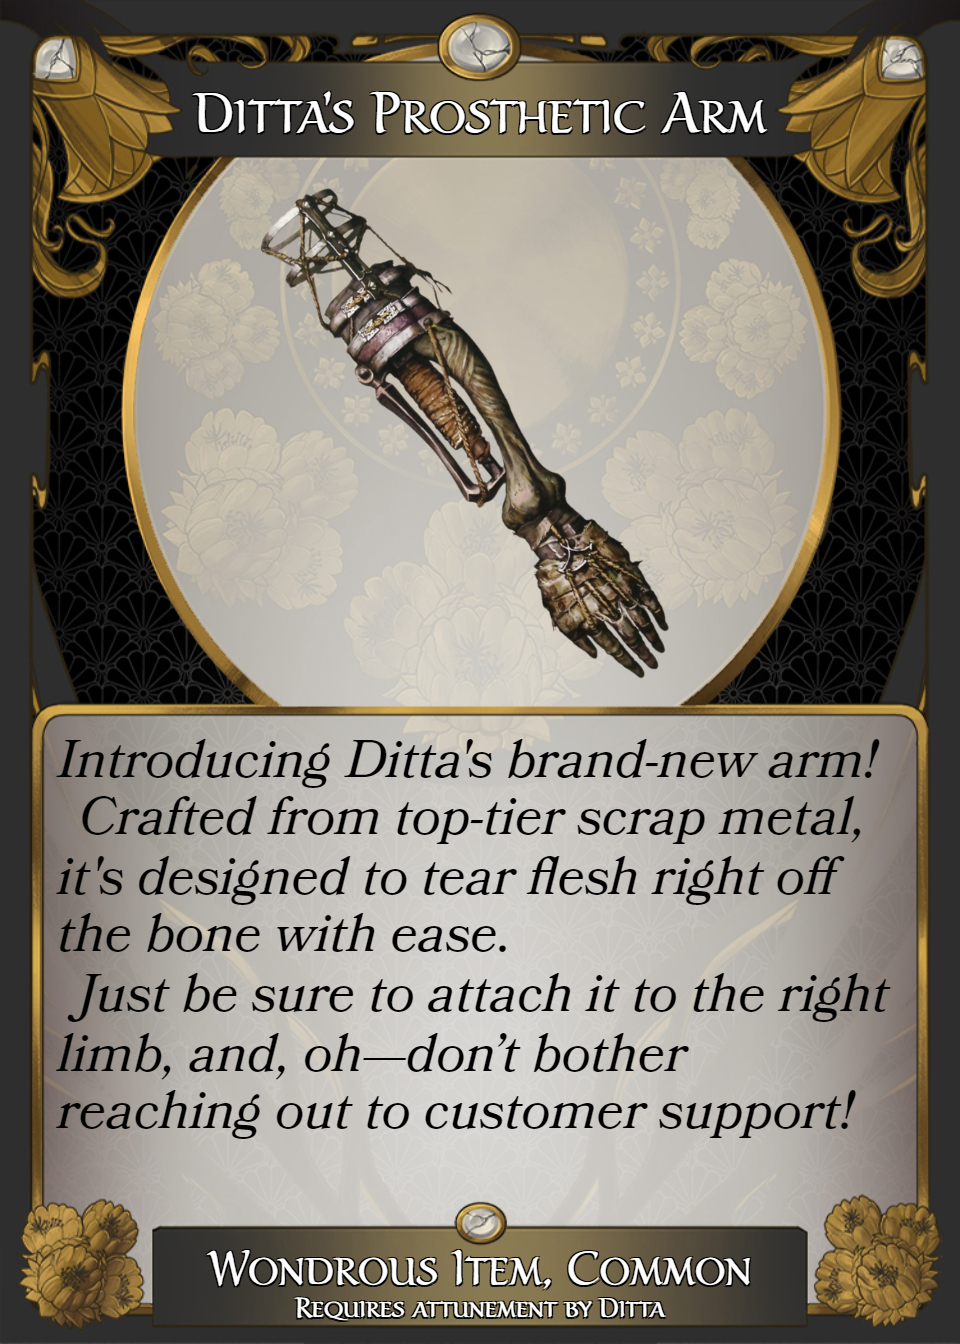 Ditta's Prosthetic Arm
Introducing Ditta's brand-new arm!
Crafted from top-tier scrap metal,
it's designed to tear flesh right off
the bone with ease.
Just be sure to attach it to the right
limb, and, oh—don’t bother
reaching out to customer support!
Wondrous Item, Common
Requires attunement by Ditta